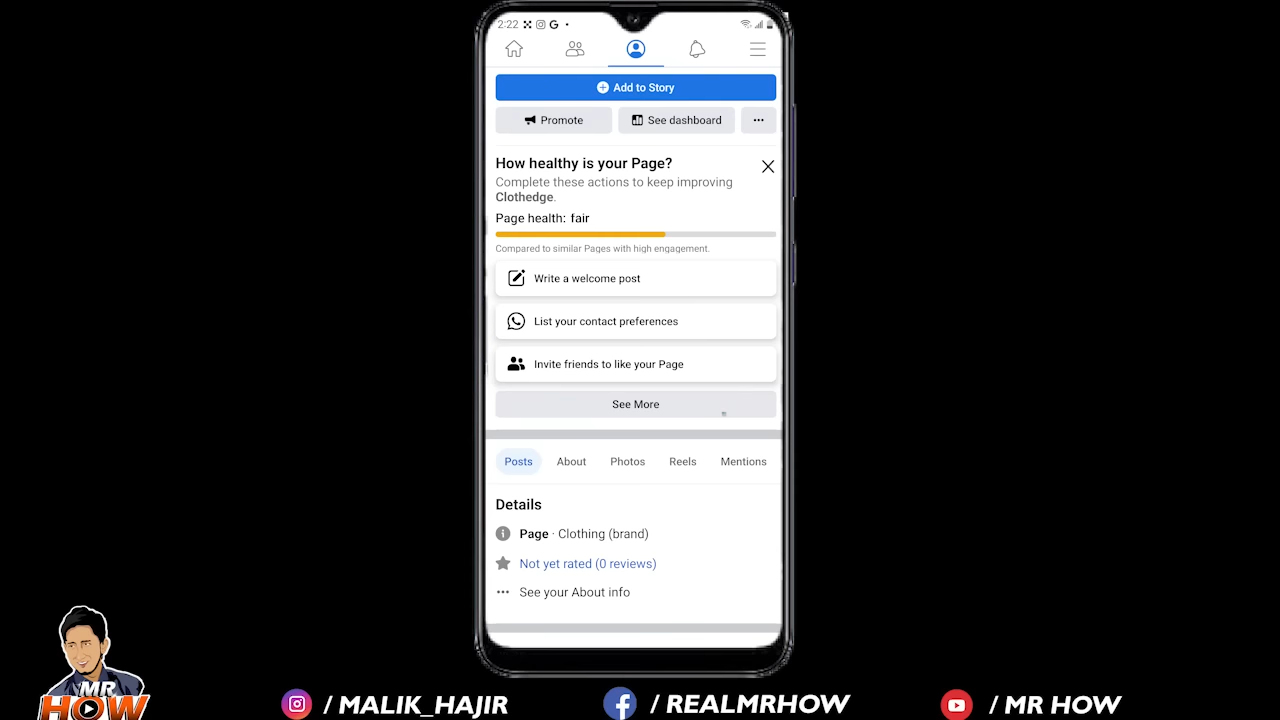 2:22
Add to Story
Promote
See dashboard
How healthy is your Page?
Complete these actions to keep improving
Clothedge.
Page health: fair
Compared to similar Pages with high engagement.
Write a welcome post
List your contact preferences
Invite friends to like your Page
See More
Posts About Photos Reels Mentions
Details
Page · Clothing (brand)
Not yet rated (0 reviews)
See your About info
MR
HOW
/ MALIK_HAJIR
/ REALMRHOW
/ MR HOW